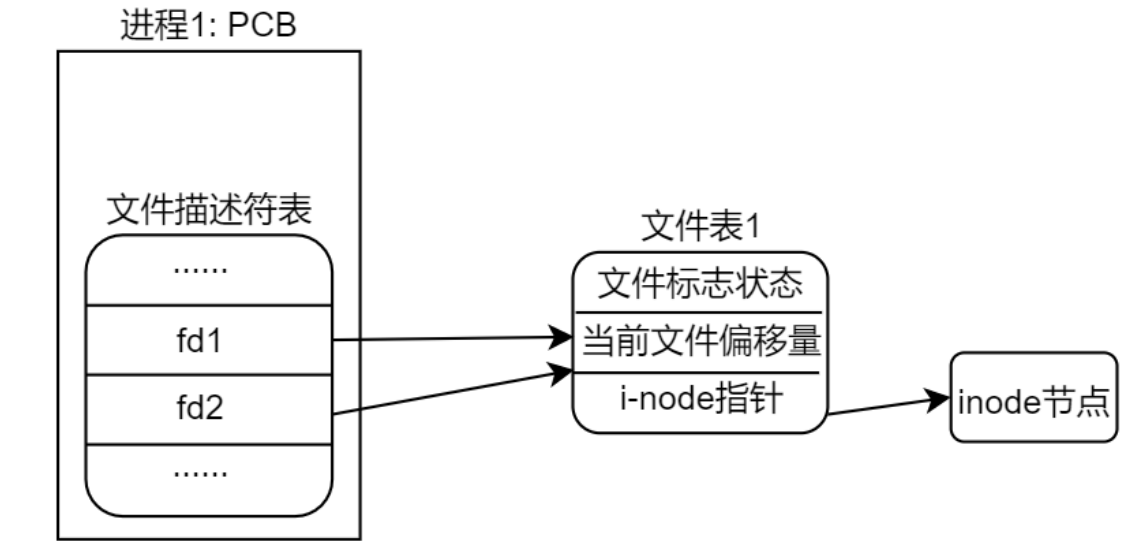 进程1: PCB
文件描述符表
······
fd1
fd2
······
文件表1
文件标志状态
当前文件偏移量
i-node指针
inode节点